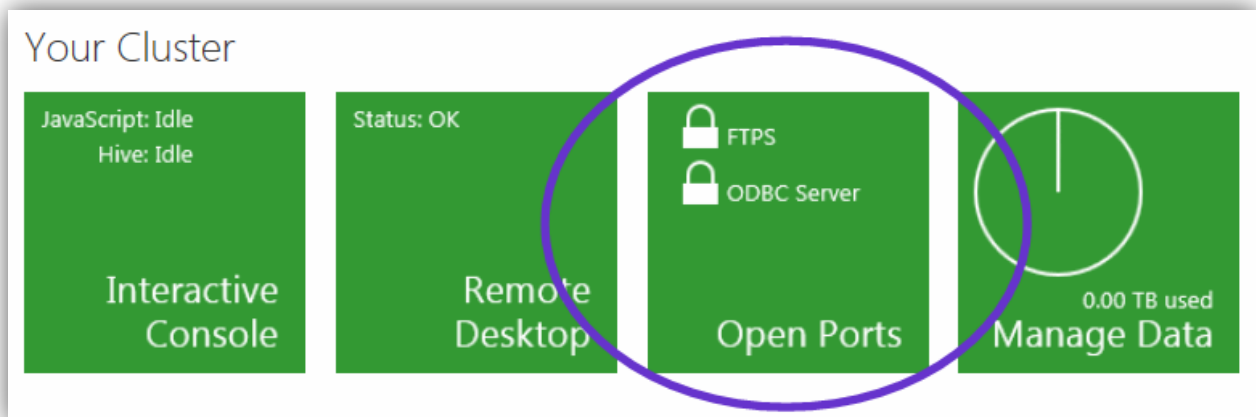 Your Cluster
JavaScript: Idle
Hive: Idle
Interactive
Console
Status: OK
Remote
Desktop
FTPS
ODBC Server
Open Ports
0.00 TB used
Manage Data